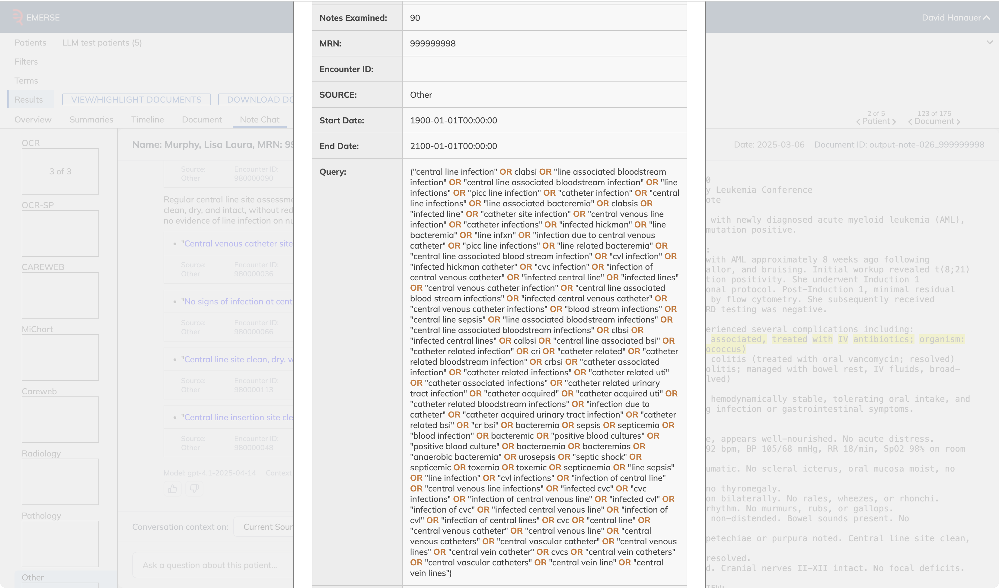 EMERSE
David Hanauer
Patients
LLM test patients (5)
Filters
Terms
Results
VIEW/HIGHLIGHT DOCUMENTS
DOWNLOAD DO
Overview
Summaries
Timeline
Document
Note Chat
2 of 5
Patient
123 of 175
Document
OCR
3 of 3
OCR-SP
CAREWEB
MiChart
Careweb
Radiology
Pathology
Other
Name: Murphy, Lisa Laura, MRN: 99
Source:
Encounter ID:
Other
980000090
Regular central line site assessme
clean, dry, and intact, without red
no evidence of line infection on nu
• "Central venous catheter site
Source:
Encounter ID:
Other
980000036
• "No signs of infection at cent
Source:
Encounter ID:
Other
980000066
• "Central line site clean, dry, w
Source:
Encounter ID:
Other
980000113
• "Central line insertion site cle
Source:
Encounter ID:
Other
980000048
Model: gpt-4.1-2025-04-14
Context
Conversation context on:
Current Sour
Ask a question about this patient...
Notes Examined:
90
MRN:
999999998
Encounter ID:
SOURCE:
Other
Start Date:
1900-01-01T00:00:00
End Date:
2100-01-01T00:00:00
Query:
("central line infection" OR clabsi OR "line associated bloodstream
infection" OR "central line associated bloodstream infection" OR "line
infections" OR "picc line infection" OR "catheter infection" OR "central
line infections" OR "line associated bacteremia" OR clabsis OR
"infected line" OR "catheter site infection" OR "central venous line
infection" OR "catheter infections" OR "infected hickman" OR "line
bacteremia" OR "line infxn" OR "infection due to central venous
catheter" OR "picc line infections" OR "line related bacteremia" OR
"central line associated blood stream infection" OR "cvl infection" OR
"infected hickman catheter" OR "cvc infection" OR "infection of
central venous catheter" OR "infected central line" OR "infected lines"
OR "central venous catheter infection" OR "central line associated
blood stream infections" OR "infected central venous catheter" OR
"central venous catheter infections" OR "blood stream infections" OR
"central line sepsis" OR "line associated bloodstream infections" OR
"central line associated bloodstream infections" OR clbsi OR
"infected central lines" OR calbsi OR "central line associated bsi" OR
"catheter related infection" OR cri OR "catheter related" OR "catheter
related bloodstream infection" OR crbsi OR "catheter associated
infection" OR "catheter related infections" OR "catheter related uti"
OR "catheter associated infections" OR "catheter related urinary
tract infection" OR "catheter acquired" OR "catheter acquired uti" OR
"catheter related bloodstream infections" OR "infection due to
catheter" OR "catheter acquired urinary tract infection" OR "catheter
related bsi" OR "cr bsi" OR bacteremia OR sepsis OR septicemia OR
"blood infection" OR bacteremic OR "positive blood cultures" OR
"positive blood culture" OR bacteraemia OR bacteremias OR
"anaerobic bacteremia" OR urosepsis OR "septic shock" OR
septicemic OR toxemia OR toxemic OR septicaemia OR "line sepsis"
OR "line infection" OR "cvl infections" OR "infection of central line"
OR "central venous line infections" OR "infected cvc" OR "cvc
infections" OR "infection of central venous line" OR "infected cvl" OR
"infection of cvc" OR "infected central venous line" OR "infection of
cvl" OR "infection of central lines" OR cvc OR "central line" OR
"central venous catheter" OR "central venous line" OR "central
venous catheters" OR "central vascular catheter" OR "central venous
lines" OR "central vein catheter" OR cvcs OR "central vein catheters"
OR "central vascular catheters" OR "central vein line" OR "central
vein lines")
Date: 2025-03-06
Document ID: output-note-026_999999998
0
y Leukemia Conference
ote
with newly diagnosed acute myeloid leukemia (AML),
mutation positive.
:
with AML approximately 8 weeks ago following
allor, and bruising. Initial workup revealed t(8;21)
tion positivity. She underwent Induction 1
onal protocol. Post-Induction 1, minimal residual
by flow cytometry. She subsequently received
RD testing was negative.
erienced several complications including:
associated, treated with IV antibiotics; organism:
ococcus)
colitis (treated with oral vancomycin; resolved)
olitis; managed with bowel rest, IV fluids, broad-
lved)
hemodynamically stable, tolerating oral intake, and
g infection or gastrointestinal symptoms.
e, appears well-nourished. No acute distress.
92 bpm, BP 105/68 mmHg, RR 18/min, SpO2 98% on room
umatic. No scleral icterus, oral mucosa moist, no
no thyromegaly.
on bilaterally. No rales, wheezes, or rhonchi.
rhythm. No murmurs, rubs, or gallops.
non-distended. Bowel sounds present. No
petechiae or purpura noted. Central line site clean,
resolved.
d. Cranial nerves II-XII intact. No focal deficits.
IEW: